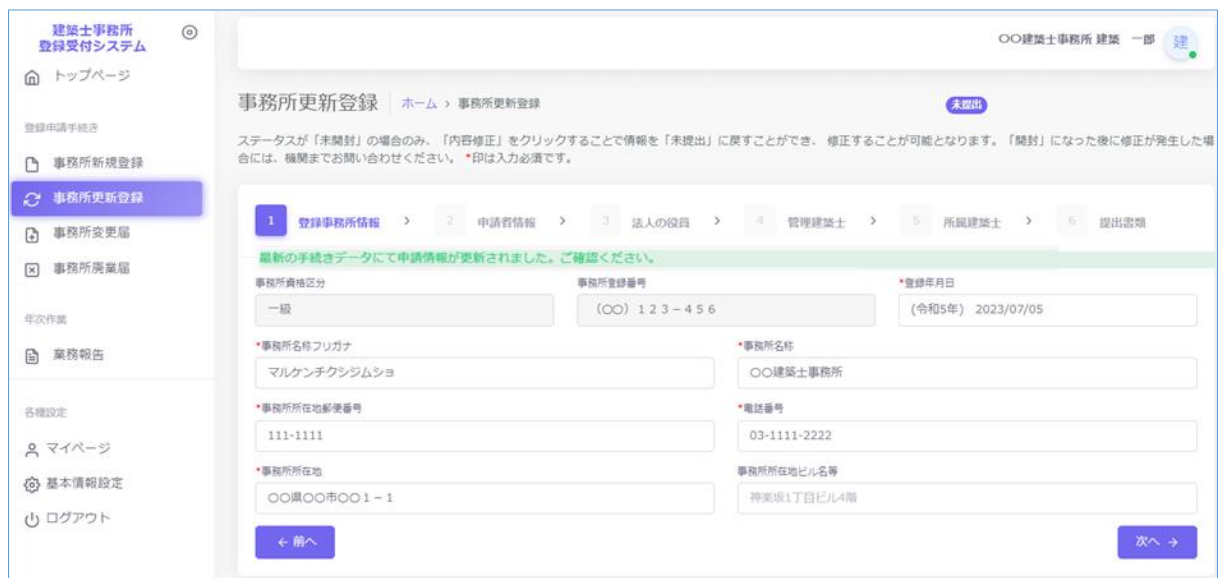 建築士事務所
登録受付システム
トップページ
登録申請手続き
事務所新規登録
事務所更新登録
事務所変更届
事務所廃業届
年次作業
業務報告
各種設定
マイページ
基本情報設定
ログアウト
〇〇建築士事務所 建築　一郎
建
事務所更新登録 ホーム › 事務所更新登録
未提出
ステータスが「未開封」の場合のみ、「内容修正」をクリックすることで情報を「未提出」に戻すことができ、 修正することが可能となります。「開封」になった後に修正が発生した場
合には、機関までお問い合わせください。 *印は入力必須です。
1 登録事務所情報 › 2 申請者情報 › 3 法人の役員 › 4 管理建築士 › 5 所属建築士 › 6 提出書類
最新の手続きデータにて申請情報が更新されました。ご確認ください。
事務所資格区分 事務所登録番号 *登録年月日
一級 （〇〇）１２３－４５６ (令和5年) 2023/07/05
*事務所名称フリガナ *事務所名称
マルケンチクシジムショ 〇〇建築士事務所
*事務所所在地郵便番号 *電話番号
111-1111 03-1111-2222
*事務所所在地 事務所所在地ビル名等
〇〇県〇〇市〇〇１－１ 神楽坂1丁目ビル4階
← 前へ 次へ →